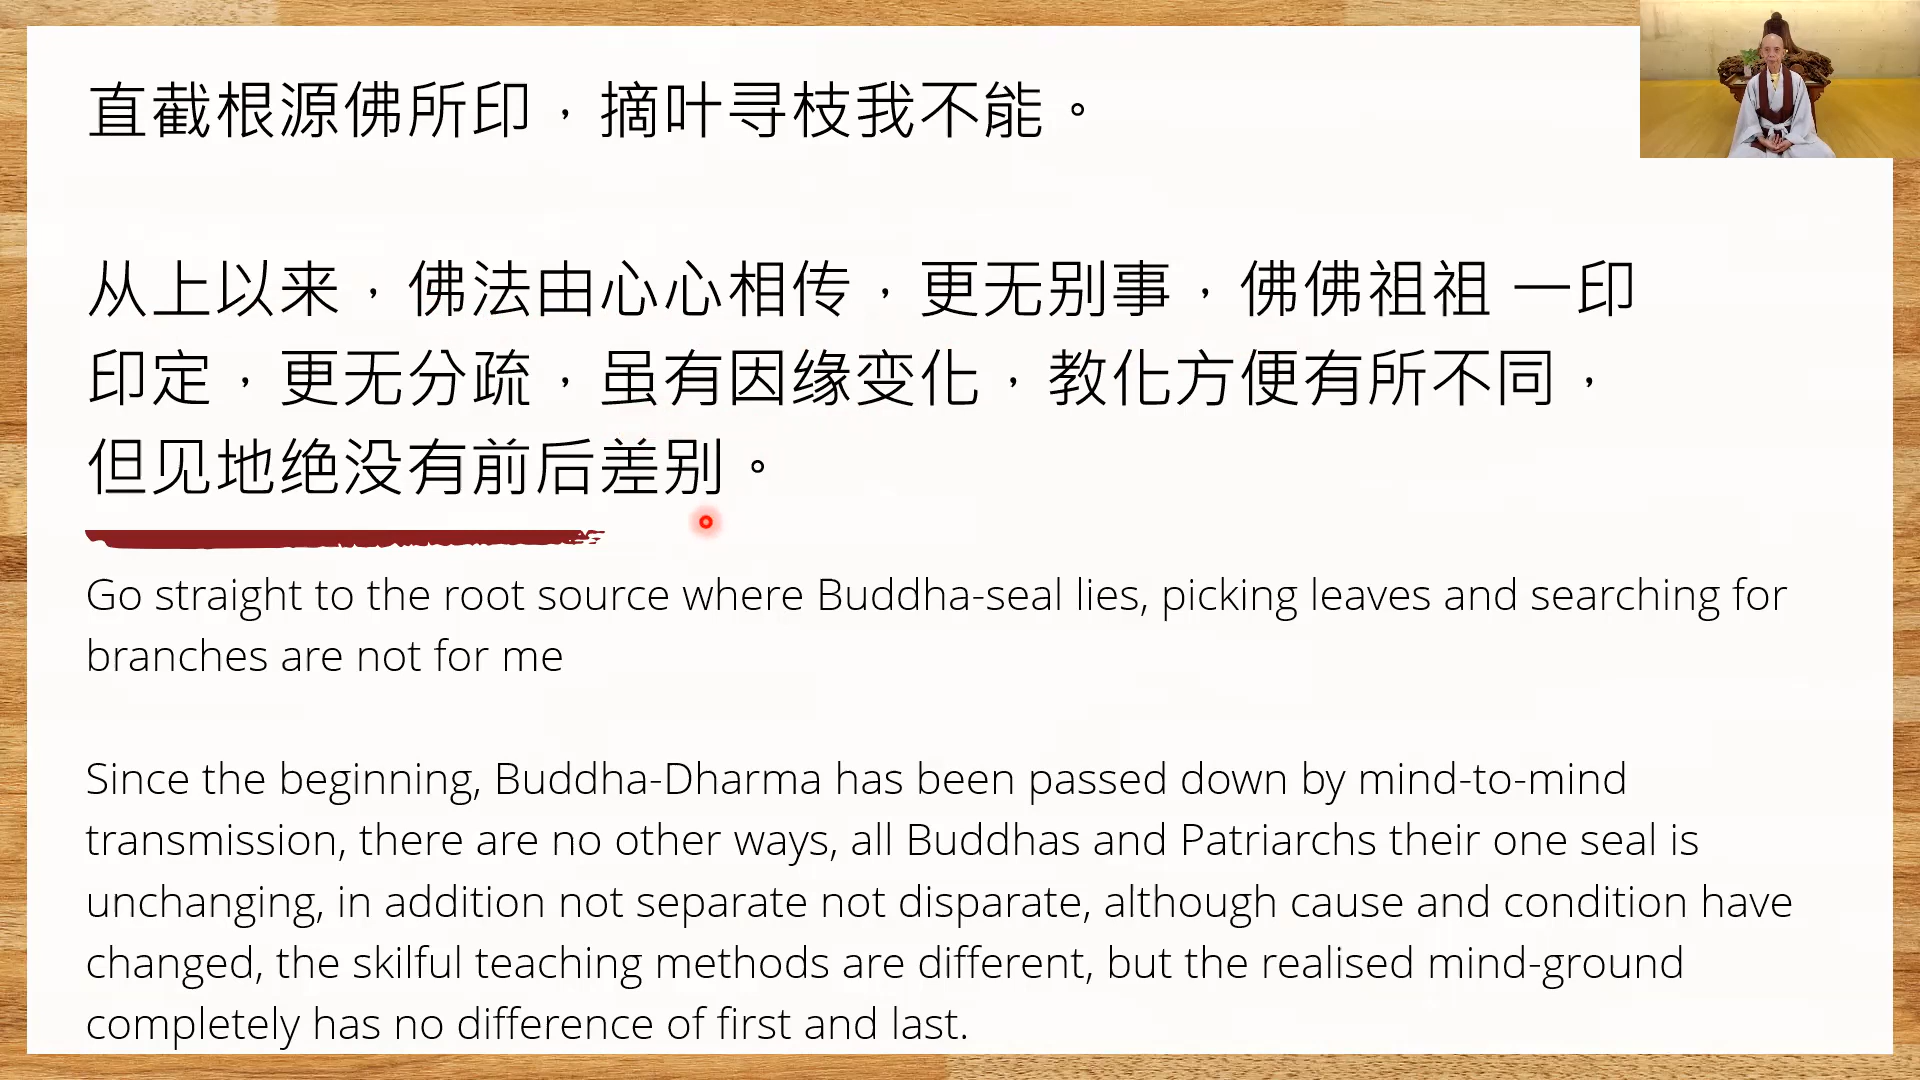 直截根源佛所印，摘叶寻枝我不能。
从上以来，佛法由心心相传，更无别事，佛佛祖祖 一印
印定，更无分疏，虽有因缘变化，教化方便有所不同，
但见地绝没有前后差别。
Go straight to the root source where Buddha-seal lies, picking leaves and searching for
branches are not for me
Since the beginning, Buddha-Dharma has been passed down by mind-to-mind
transmission, there are no other ways, all Buddhas and Patriarchs their one seal is
unchanging, in addition not separate not disparate, although cause and condition have
changed, the skilful teaching methods are different, but the realised mind-ground
completely has no difference of first and last.